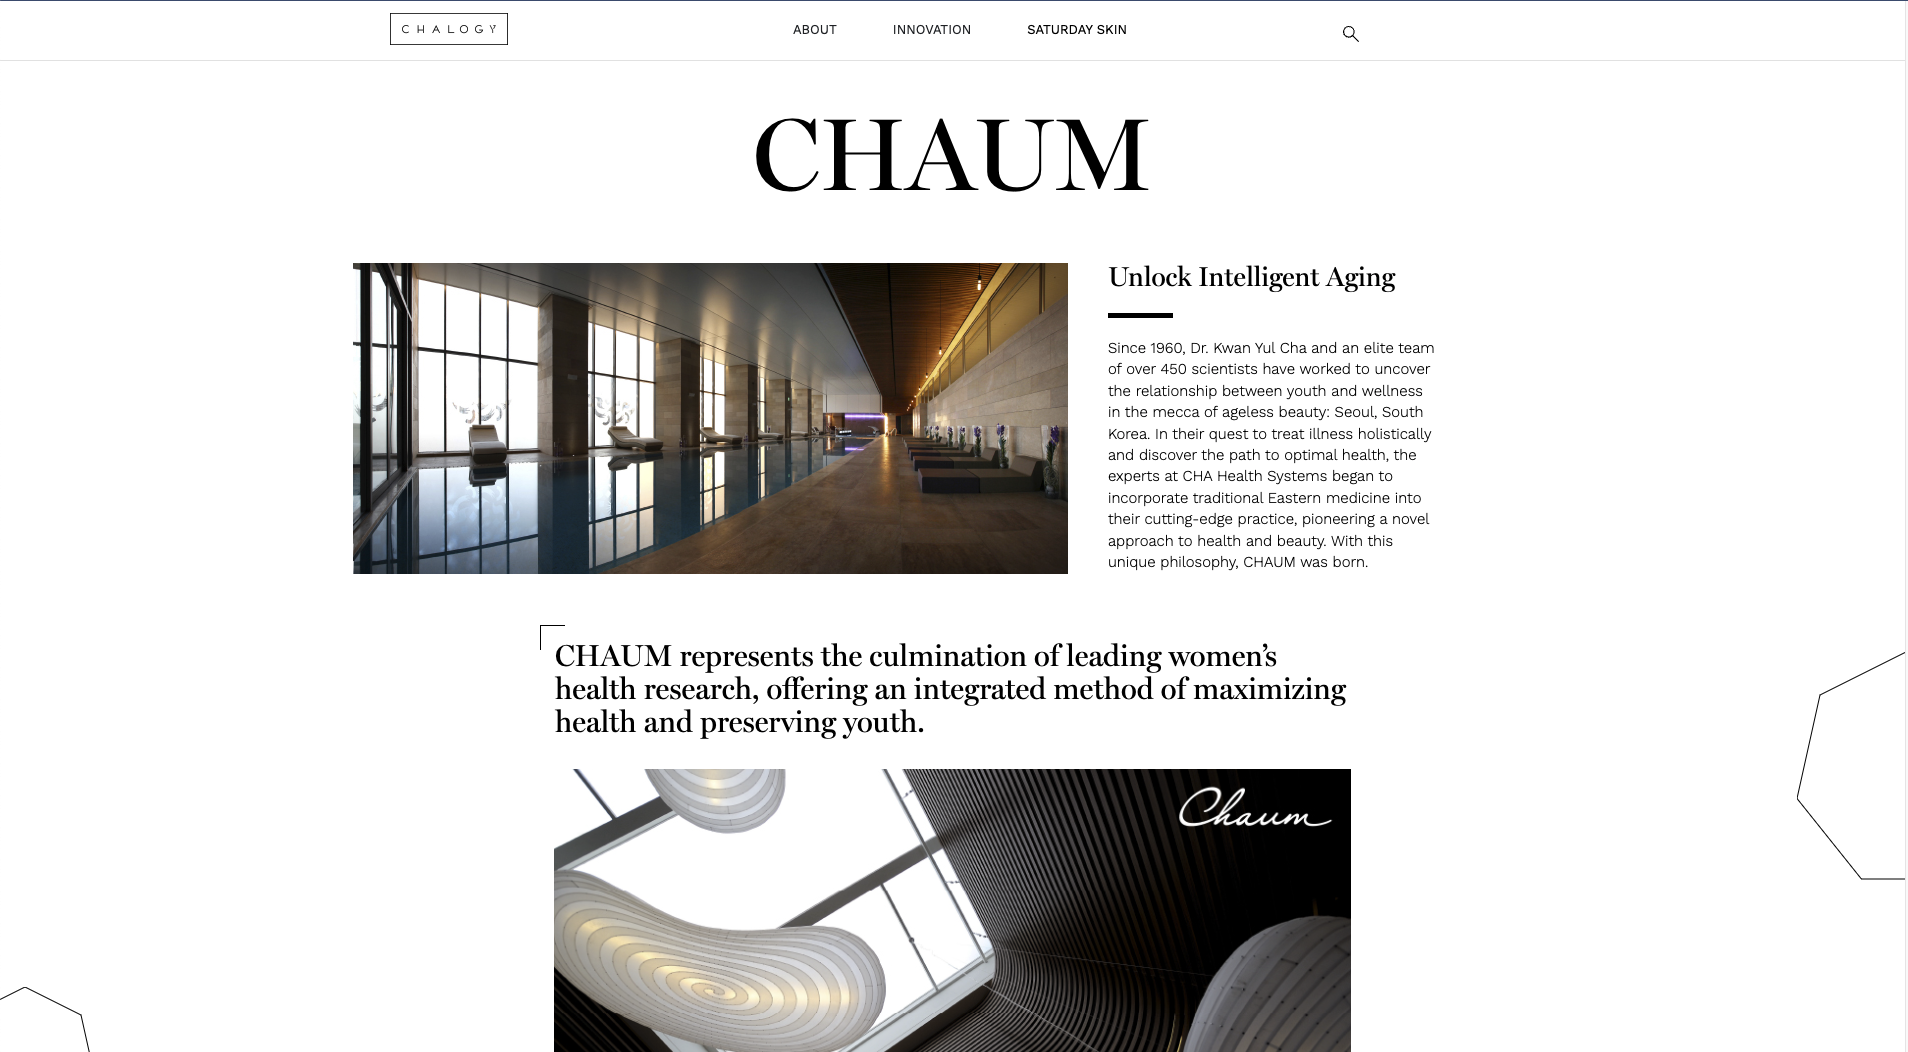 CHALOGY
ABOUT
INNOVATION
SATURDAY SKIN
CHAUM
Unlock Intelligent Aging
Since 1960, Dr. Kwan Yul Cha and an elite team
of over 450 scientists have worked to uncover
the relationship between youth and wellness
in the mecca of ageless beauty: Seoul, South
Korea. In their quest to treat illness holistically
and discover the path to optimal health, the
experts at CHA Health Systems began to
incorporate traditional Eastern medicine into
their cutting-edge practice, pioneering a novel
approach to health and beauty. With this
unique philosophy, CHAUM was born.
CHAUM represents the culmination of leading women’s
health research, offering an integrated method of maximizing
health and preserving youth.
Chaum